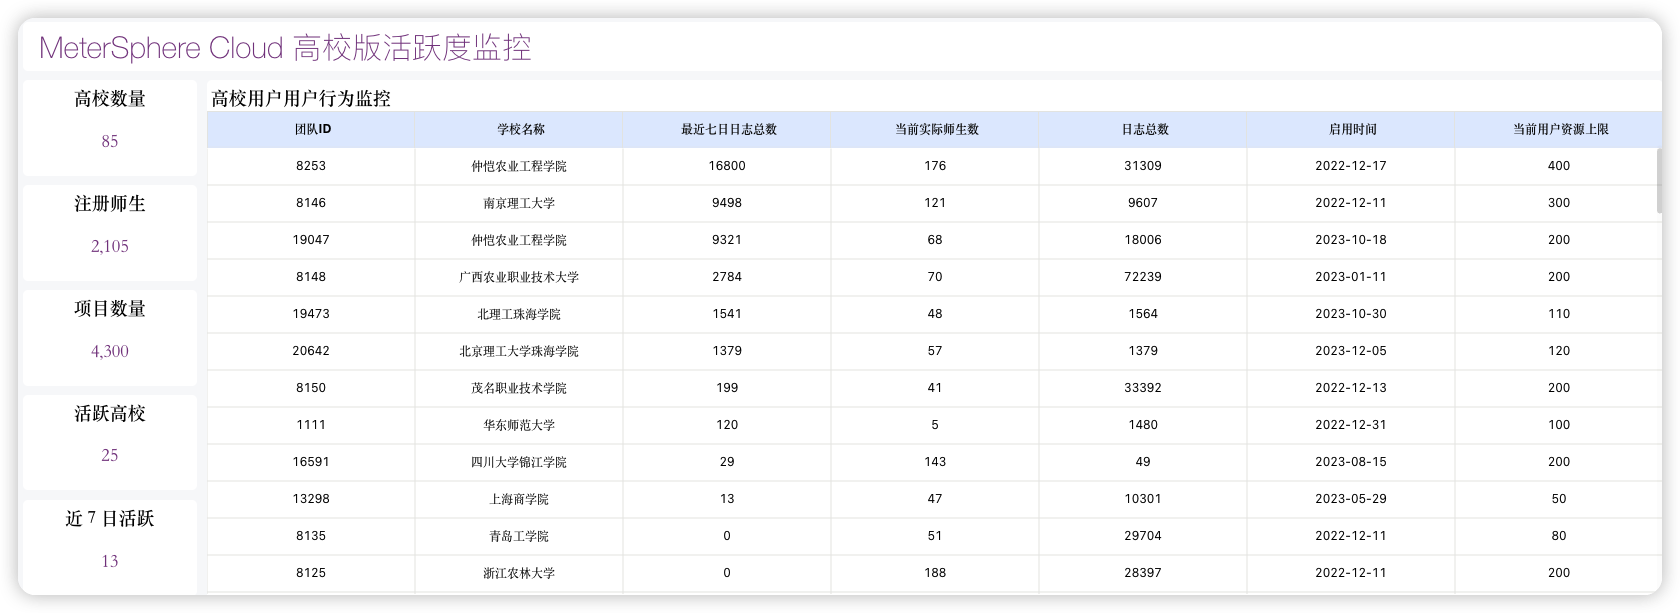 MeterSphere Cloud 高校版活跃度监控
高校数量
85
注册师生
2,105
项目数量
4,300
活跃高校
25
近 7 日活跃
13
高校用户用户行为监控
团队ID 学校名称 最近七日日志总数 当前实际师生数 日志总数 启用时间 当前用户资源上限
8253 仲恺农业工程学院 16800 176 31309 2022-12-17 400
8146 南京理工大学 9498 121 9607 2022-12-11 300
19047 仲恺农业工程学院 9321 68 18006 2023-10-18 200
8148 广西农业职业技术大学 2784 70 72239 2023-01-11 200
19473 北理工珠海学院 1541 48 1564 2023-10-30 110
20642 北京理工大学珠海学院 1379 57 1379 2023-12-05 120
8150 茂名职业技术学院 199 41 33392 2022-12-13 200
1111 华东师范大学 120 5 1480 2022-12-31 100
16591 四川大学锦江学院 29 143 49 2023-08-15 200
13298 上海商学院 13 47 10301 2023-05-29 50
8135 青岛工学院 0 51 29704 2022-12-11 80
8125 浙江农林大学 0 188 28397 2022-12-11 200